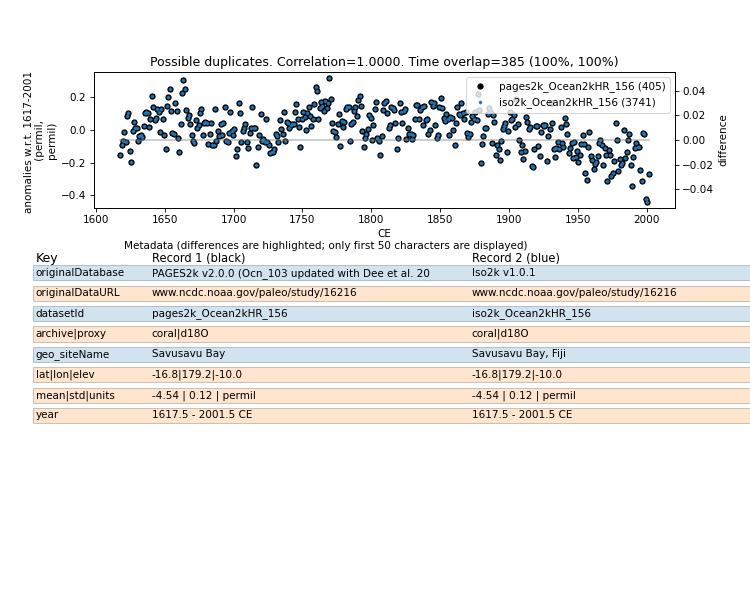 Possible duplicates. Correlation=1.0000. Time overlap=385 (100%, 100%)
anomalies w.r.t. 1617-2001
(permil,
permil)
0.2
0.0
−0.2
−0.4
pages2k_Ocean2kHR_156 (405)
iso2k_Ocean2kHR_156 (3741)
0.04
0.02
0.00
−0.02
−0.04
difference
1600 1650 1700 1750 1800 1850 1900 1950 2000
CE
Metadata (differences are highlighted; only first 50 characters are displayed)
Key Record 1 (black) Record 2 (blue)
originalDatabase PAGES2k v2.0.0 (Ocn_103 updated with Dee et al. 20 Iso2k v1.0.1
originalDataURL www.ncdc.noaa.gov/paleo/study/16216 www.ncdc.noaa.gov/paleo/study/16216
datasetId pages2k_Ocean2kHR_156 iso2k_Ocean2kHR_156
archive|proxy coral|d18O coral|d18O
geo_siteName Savusavu Bay Savusavu Bay, Fiji
lat|lon|elev -16.8|179.2|-10.0 -16.8|179.2|-10.0
mean|std|units -4.54 | 0.12 | permil -4.54 | 0.12 | permil
year 1617.5 - 2001.5 CE 1617.5 - 2001.5 CE